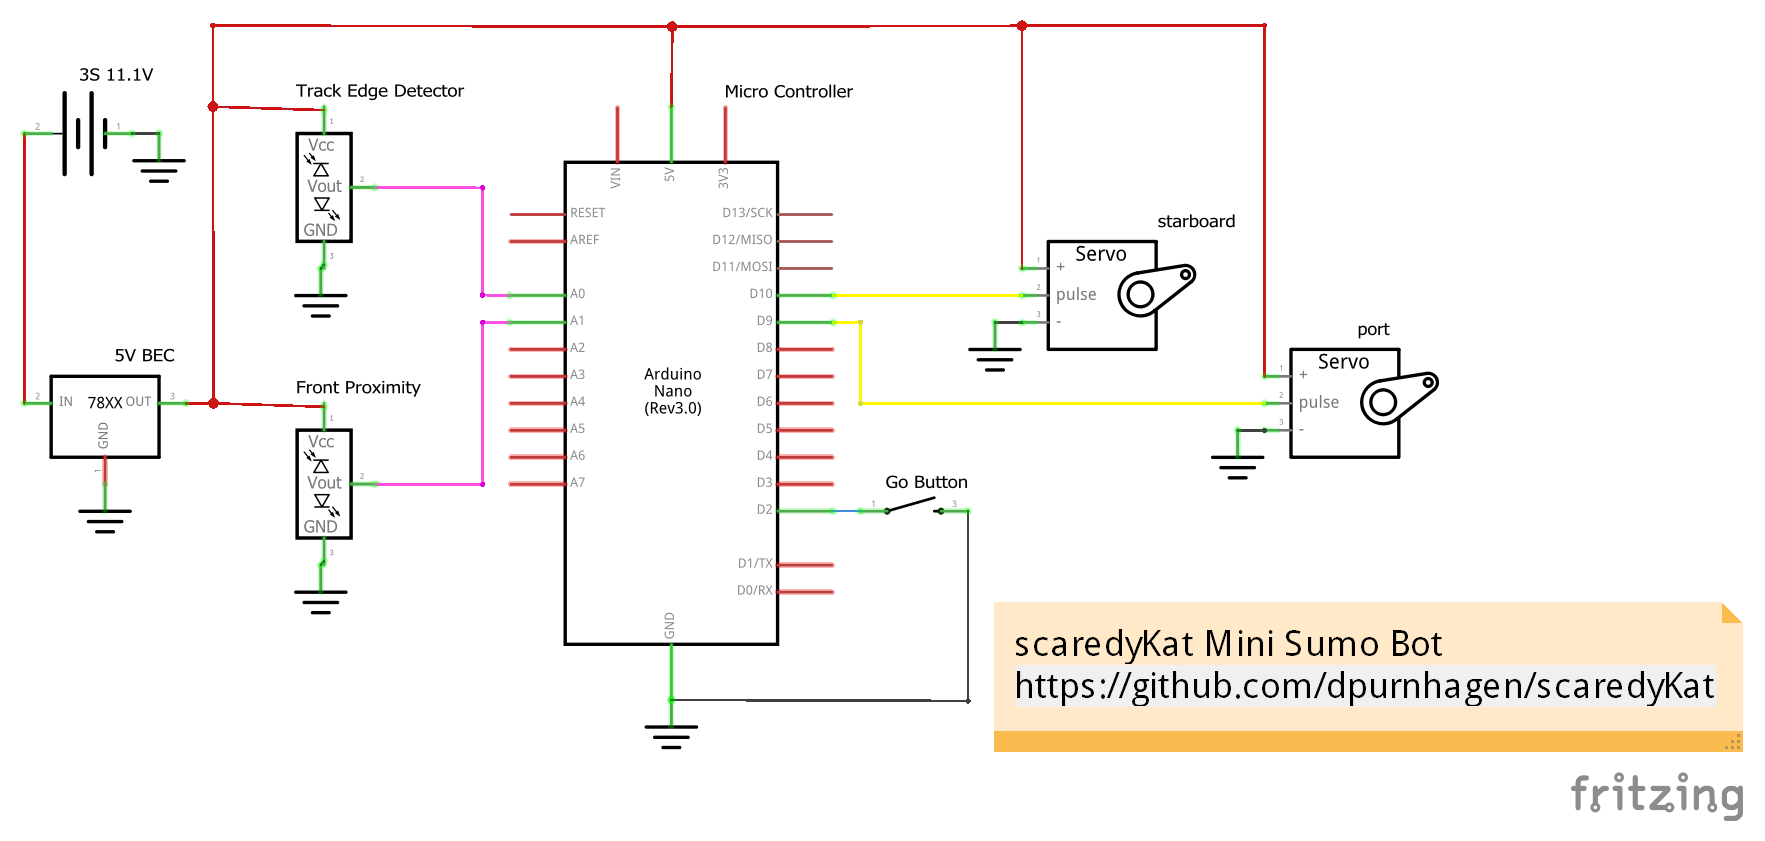 3S 11.1V
2
1
Track Edge Detector
1
Vcc
Vout
2
GND
3
Micro Controller
VIN
5V
3V3
RESET
AREF
A0
A1
A2
A3
A4
A5
A6
A7
D13/SCK
D12/MISO
D11/MOSI
D10
D9
D8
D7
D6
D5
D4
D3
D2
D1/TX
D0/RX
GND
Arduino
Nano
(Rev3.0)
starboard
Servo
1
+
2
pulse
3
-
port
Servo
1
+
2
pulse
3
-
5V BEC
2
IN
78XX
OUT
3
GND
1
Front Proximity
1
Vcc
Vout
2
GND
3
Go Button
1
3
scaredyKat Mini Sumo Bot
https://github.com/dpurnhagen/scaredyKat
fritzing